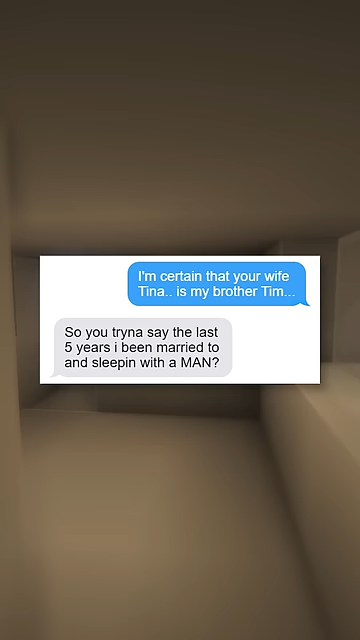 I'm certain that your wife
Tina.. is my brother Tim...
So you tryna say the last
5 years i been married to
and sleepin with a MAN?